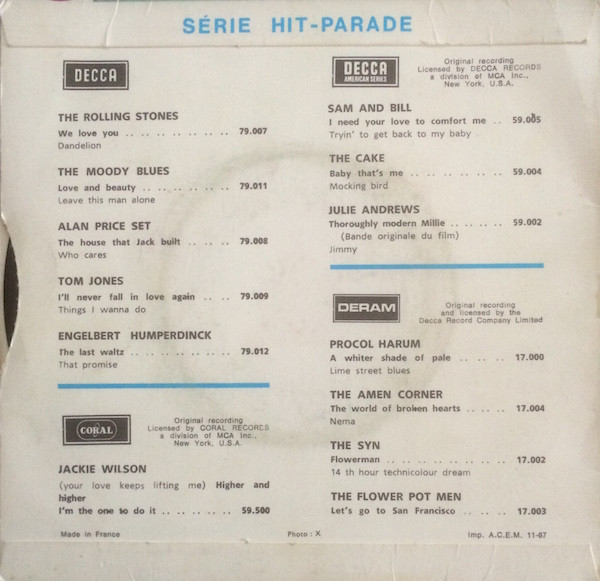 SÉRIE HIT-PARADE
DECCA
THE ROLLING STONES
We love you .. .. .. .. .. .. .. 79.007
Dandelion
THE MOODY BLUES
Love and beauty .. .. .. .. .. .. 79.011
Leave this man alone
ALAN PRICE SET
The house that Jack built .. .. .. 79.008
Who cares
TOM JONES
I'll never fall in love again .. .. 79.009
Things I wanna do
ENGELBERT HUMPERDINCK
The last waltz .. .. .. .. .. .. .. 79.012
That promise
CORAL
Original recording
Licensed by CORAL RECORDS
a division of MCA Inc.,
New York, U.S.A.
JACKIE WILSON
(your love keeps lifting me) Higher and
higher
I'm the one to do it .. .. .. .. .. 59.500
DECCA
AMERICAN SERIES
Original recording
Licensed by DECCA RECORDS
a division of MCA Inc.,
New York, U.S.A.
SAM AND BILL
I need your love to comfort me .. 59.005
Tryin' to get back to my baby
THE CAKE
Baby that's me .. .. .. .. .. .. 59.004
Mocking bird
JULIE ANDREWS
Thoroughly modern Millie .. .. .. 59.002
(Bande originale du film)
Jimmy
DERAM
Original recording
and licensed by the
Decca Record Company Limited
PROCOL HARUM
A whiter shade of pale .. .. .. 17.000
Lime street blues
THE AMEN CORNER
The world of broken hearts .. .. .. 17.004
Nema
THE SYN
Flowerman .. .. .. .. .. .. .. .. 17.002
14 th hour technicolour dream
THE FLOWER POT MEN
Let's go to San Francisco .. .. .. 17.003
Made in France
Photo : X
Imp. A.C.E.M. 11-67